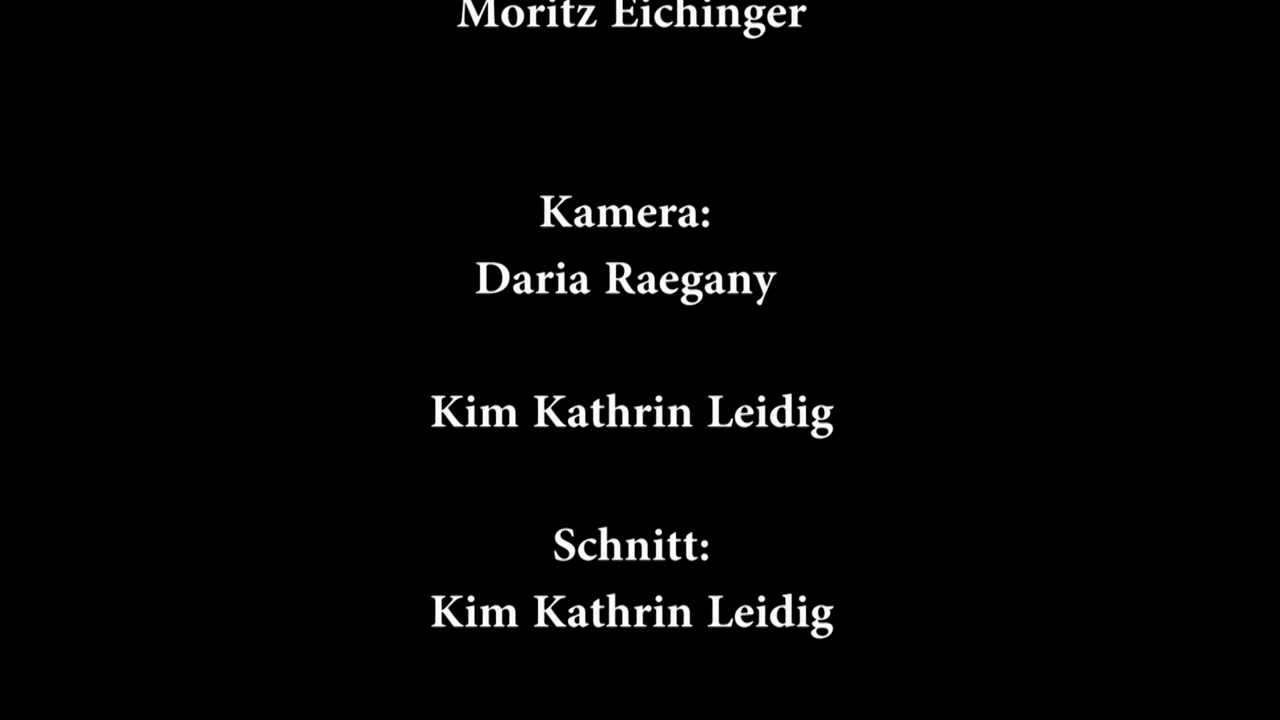 Moritz Eichinger
Kamera:
Daria Raegany
Kim Kathrin Leidig
Schnitt:
Kim Kathrin Leidig